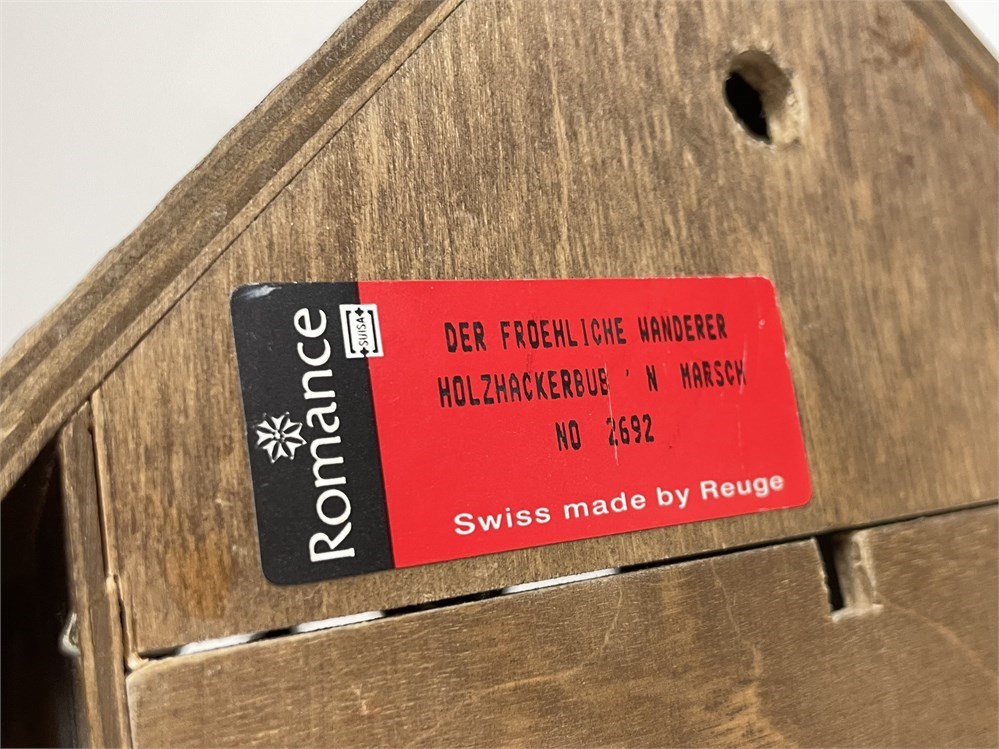 Romance
SUISA
DER FROEHLICHE WANDERER
HOLZHACKERBUB 'N MARSCH
NO 2692
Swiss made by Reuge